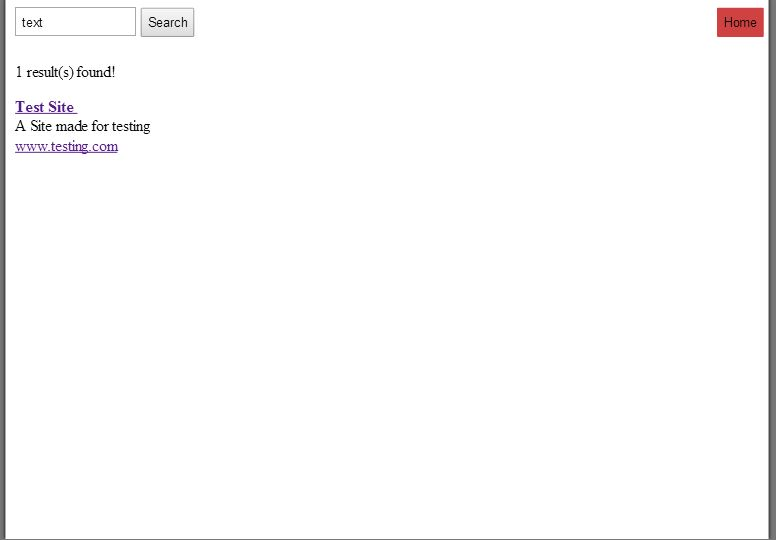 text Search Home
1 result(s) found!
Test Site
A Site made for testing
www.testing.com